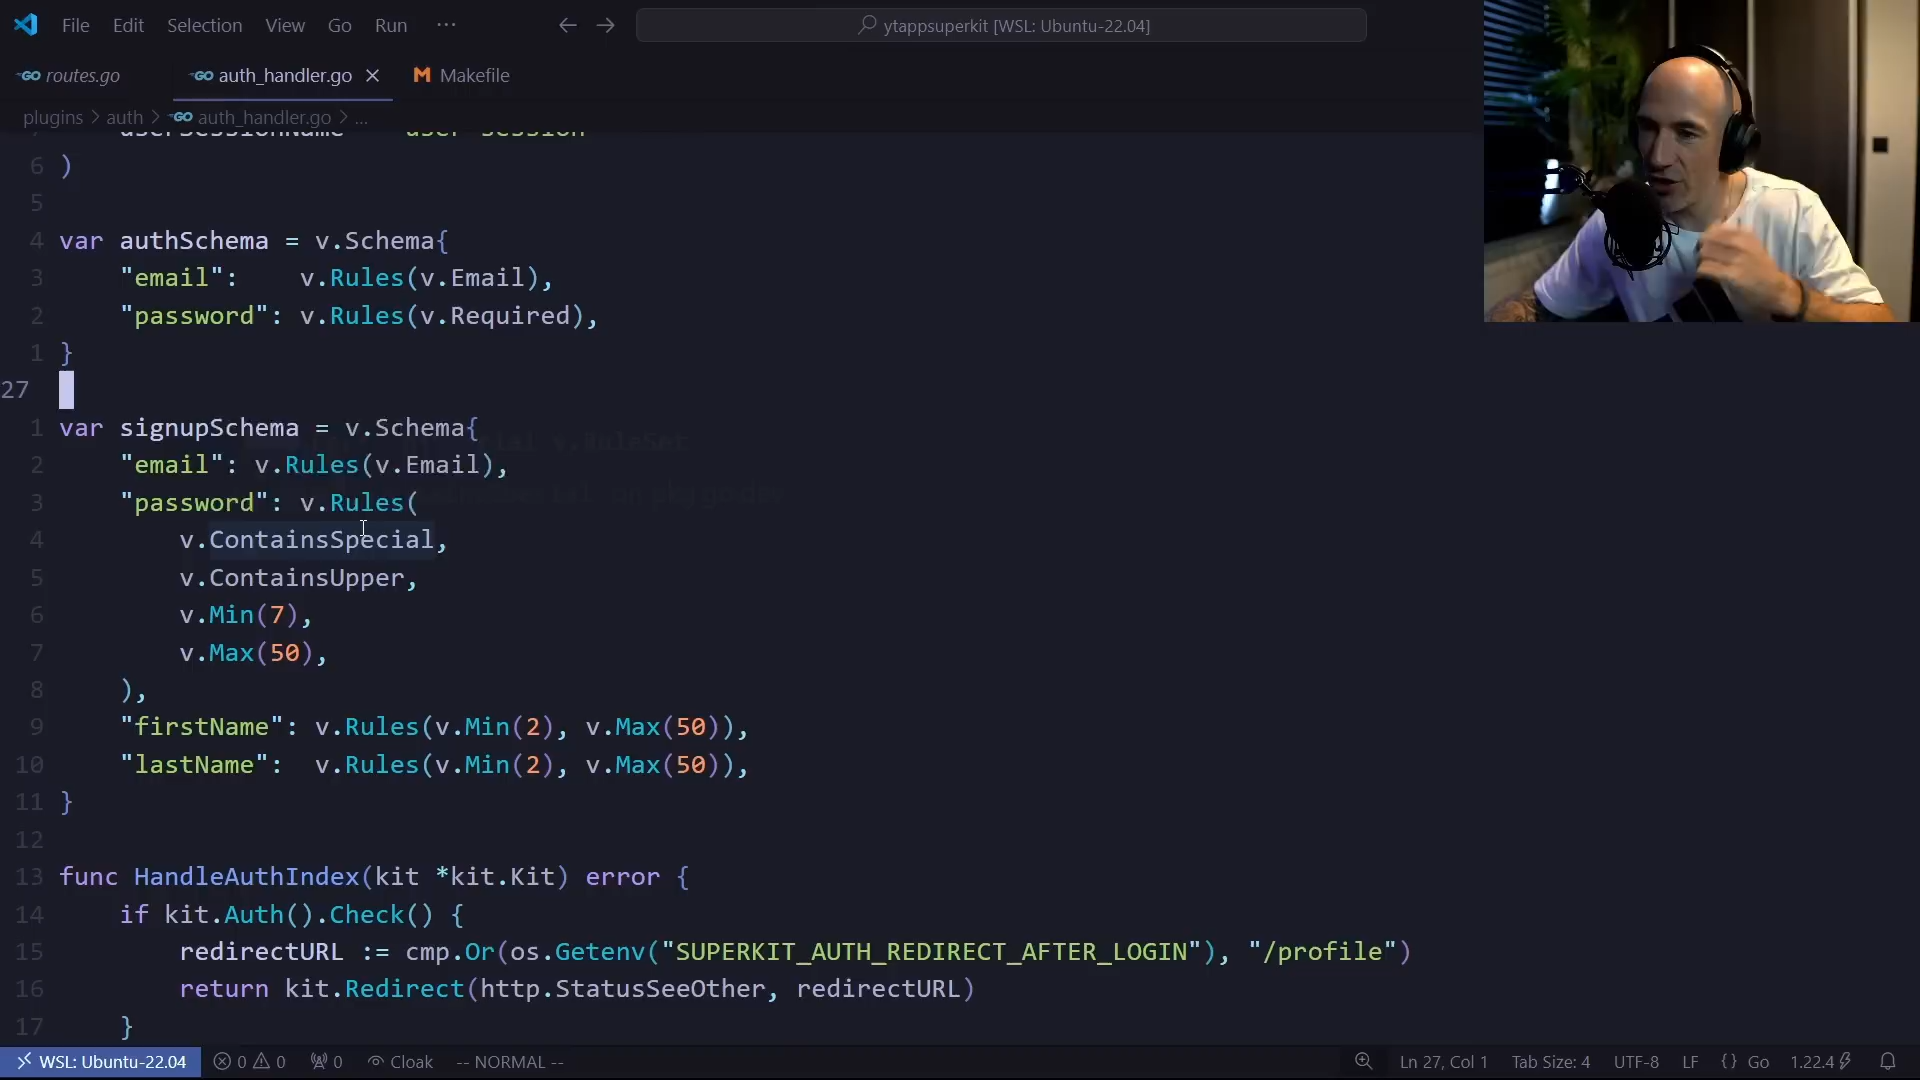 File Edit Selection View Go Run ··· ← → ytappsuperkit [WSL: Ubuntu-22.04]
GO routes.go GO auth_handler.go × M Makefile
plugins > auth > GO auth_handler.go > ...
userSessionName = "user-session"
6 )
5
4 var authSchema = v.Schema{
3 "email": v.Rules(v.Email),
2 "password": v.Rules(v.Required),
1 }
27
1 var signupSchema = v.Schema{
2 "email": v.Rules(v.Email),
3 "password": v.Rules(
4 v.ContainsSpecial,
5 v.ContainsUpper,
6 v.Min(7),
7 v.Max(50),
8 ),
9 "firstName": v.Rules(v.Min(2), v.Max(50)),
10 "lastName": v.Rules(v.Min(2), v.Max(50)),
11 }
12
13 func HandleAuthIndex(kit *kit.Kit) error {
14 if kit.Auth().Check() {
15 redirectURL := cmp.Or(os.Getenv("SUPERKIT_AUTH_REDIRECT_AFTER_LOGIN"), "/profile")
16 return kit.Redirect(http.StatusSeeOther, redirectURL)
17 }
WSL: Ubuntu-22.04 0 0 0 Cloak -- NORMAL -- Ln 27, Col 1 Tab Size: 4 UTF-8 LF {} Go 1.22.4